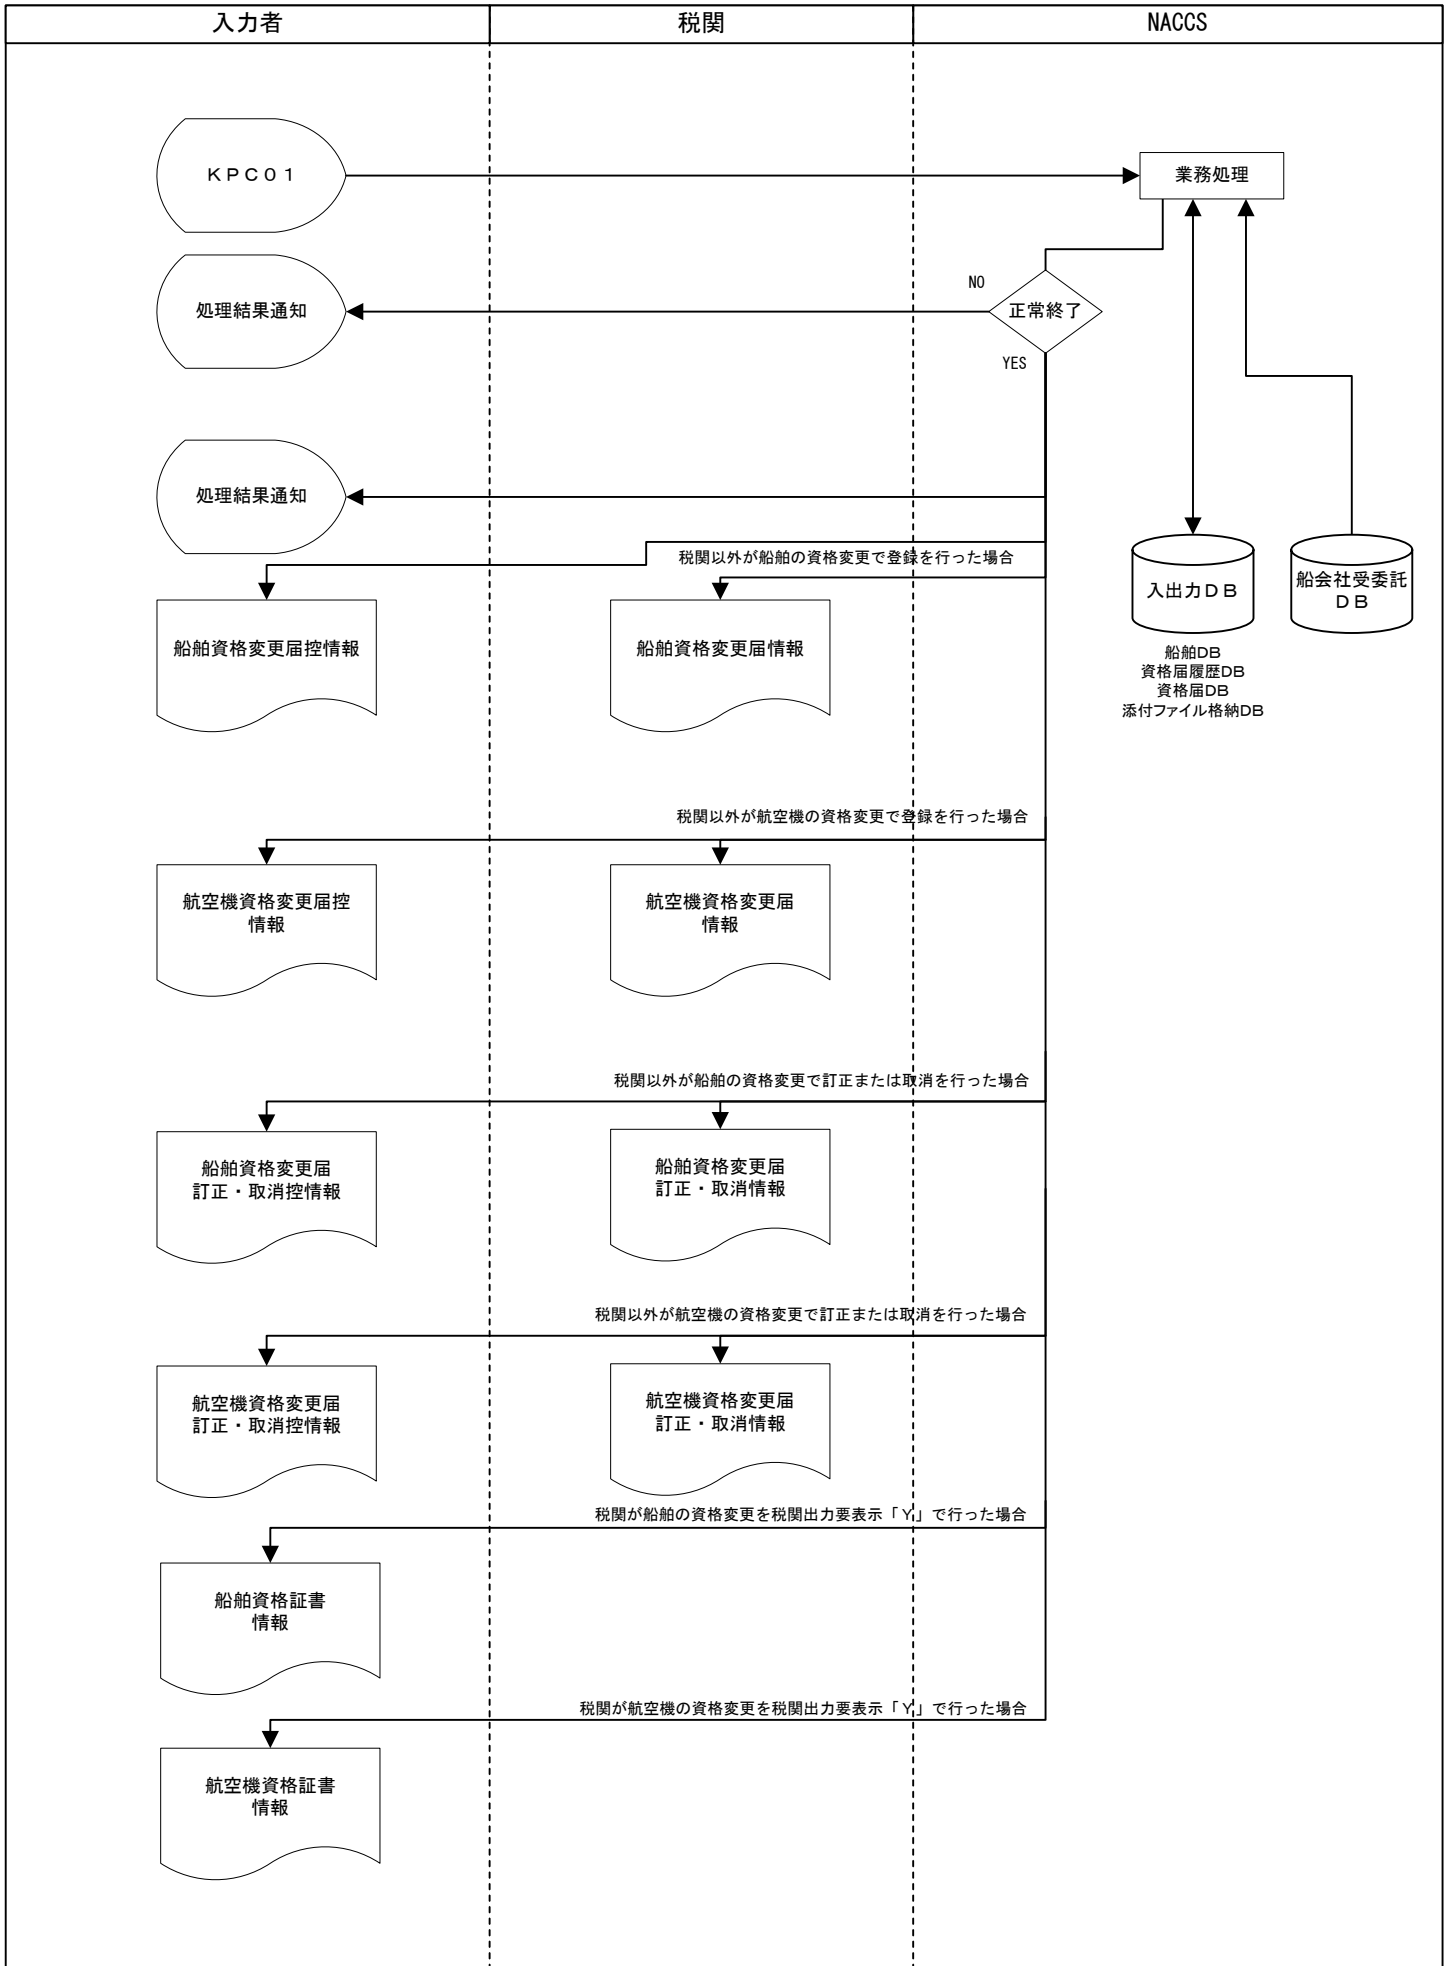 入力者
税関
NACCS
KPC01
業務処理
NO
処理結果通知
正常終了
YES
処理結果通知
税関以外が船舶の資格変更で登録を行った場合
入出力DB
船会社受委託
DB
船舶資格変更届控情報
船舶資格変更届情報
船舶DB
資格届履歴DB
資格届DB
添付ファイル格納DB
税関以外が航空機の資格変更で登録を行った場合
航空機資格変更届控
情報
航空機資格変更届
情報
税関以外が船舶の資格変更で訂正または取消を行った場合
船舶資格変更届
訂正・取消控情報
船舶資格変更届
訂正・取消情報
税関以外が航空機の資格変更で訂正または取消を行った場合
航空機資格変更届
訂正・取消控情報
航空機資格変更届
訂正・取消情報
税関が船舶の資格変更を税関出力要表示「Y」で行った場合
船舶資格証書
情報
税関が航空機の資格変更を税関出力要表示「Y」で行った場合
航空機資格証書
情報